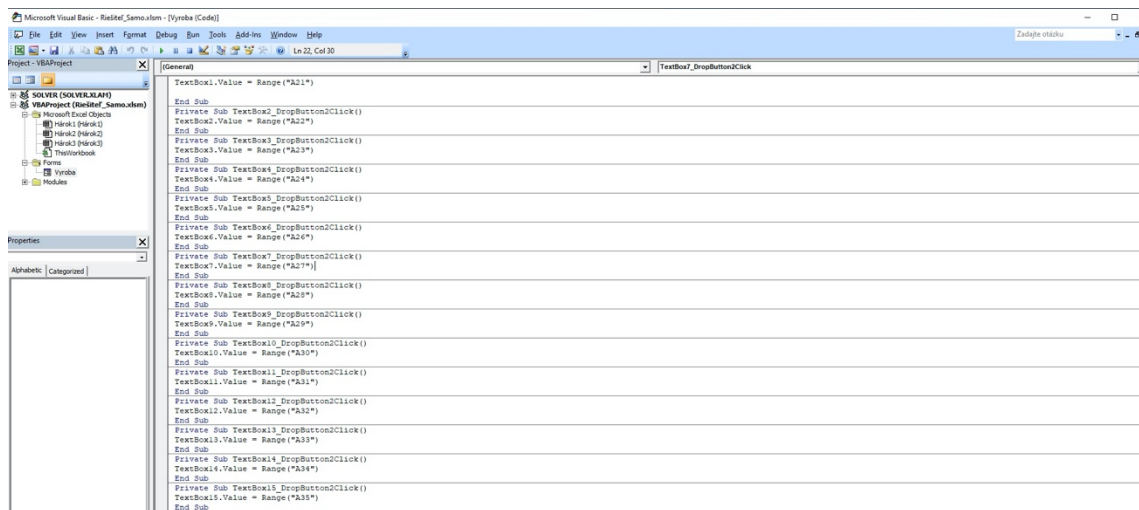 Microsoft Visual Basic - Riešiteľ_Samo.xlsm - [Vyroba (Code)]
File Edit View Insert Format Debug Run Tools Add-Ins Window Help
Zadajte otázku
Ln 22, Col 30
Project - VBAProject
(General)
TextBox7_DropButton2Click
SOLVER (SOLVER.XLAM)
VBAProject (Riešiteľ_Samo.xlsm)
Microsoft Excel Objects
Hárok1 (Hárok1)
Hárok2 (Hárok2)
Hárok3 (Hárok3)
ThisWorkbook
Forms
Vyroba
Modules
Properties
Alphabetic Categorized
TextBox1.Value = Range("A21")
End Sub
Private Sub TextBox2_DropButton2Click()
TextBox2.Value = Range("A22")
End Sub
Private Sub TextBox3_DropButton2Click()
TextBox3.Value = Range("A23")
End Sub
Private Sub TextBox4_DropButton2Click()
TextBox4.Value = Range("A24")
End Sub
Private Sub TextBox5_DropButton2Click()
TextBox5.Value = Range("A25")
End Sub
Private Sub TextBox6_DropButton2Click()
TextBox6.Value = Range("A26")
End Sub
Private Sub TextBox7_DropButton2Click()
TextBox7.Value = Range("A27")
End Sub
Private Sub TextBox8_DropButton2Click()
TextBox8.Value = Range("A28")
End Sub
Private Sub TextBox9_DropButton2Click()
TextBox9.Value = Range("A29")
End Sub
Private Sub TextBox10_DropButton2Click()
TextBox10.Value = Range("A30")
End Sub
Private Sub TextBox11_DropButton2Click()
TextBox11.Value = Range("A31")
End Sub
Private Sub TextBox12_DropButton2Click()
TextBox12.Value = Range("A32")
End Sub
Private Sub TextBox13_DropButton2Click()
TextBox13.Value = Range("A33")
End Sub
Private Sub TextBox14_DropButton2Click()
TextBox14.Value = Range("A34")
End Sub
Private Sub TextBox15_DropButton2Click()
TextBox15.Value = Range("A35")
End Sub